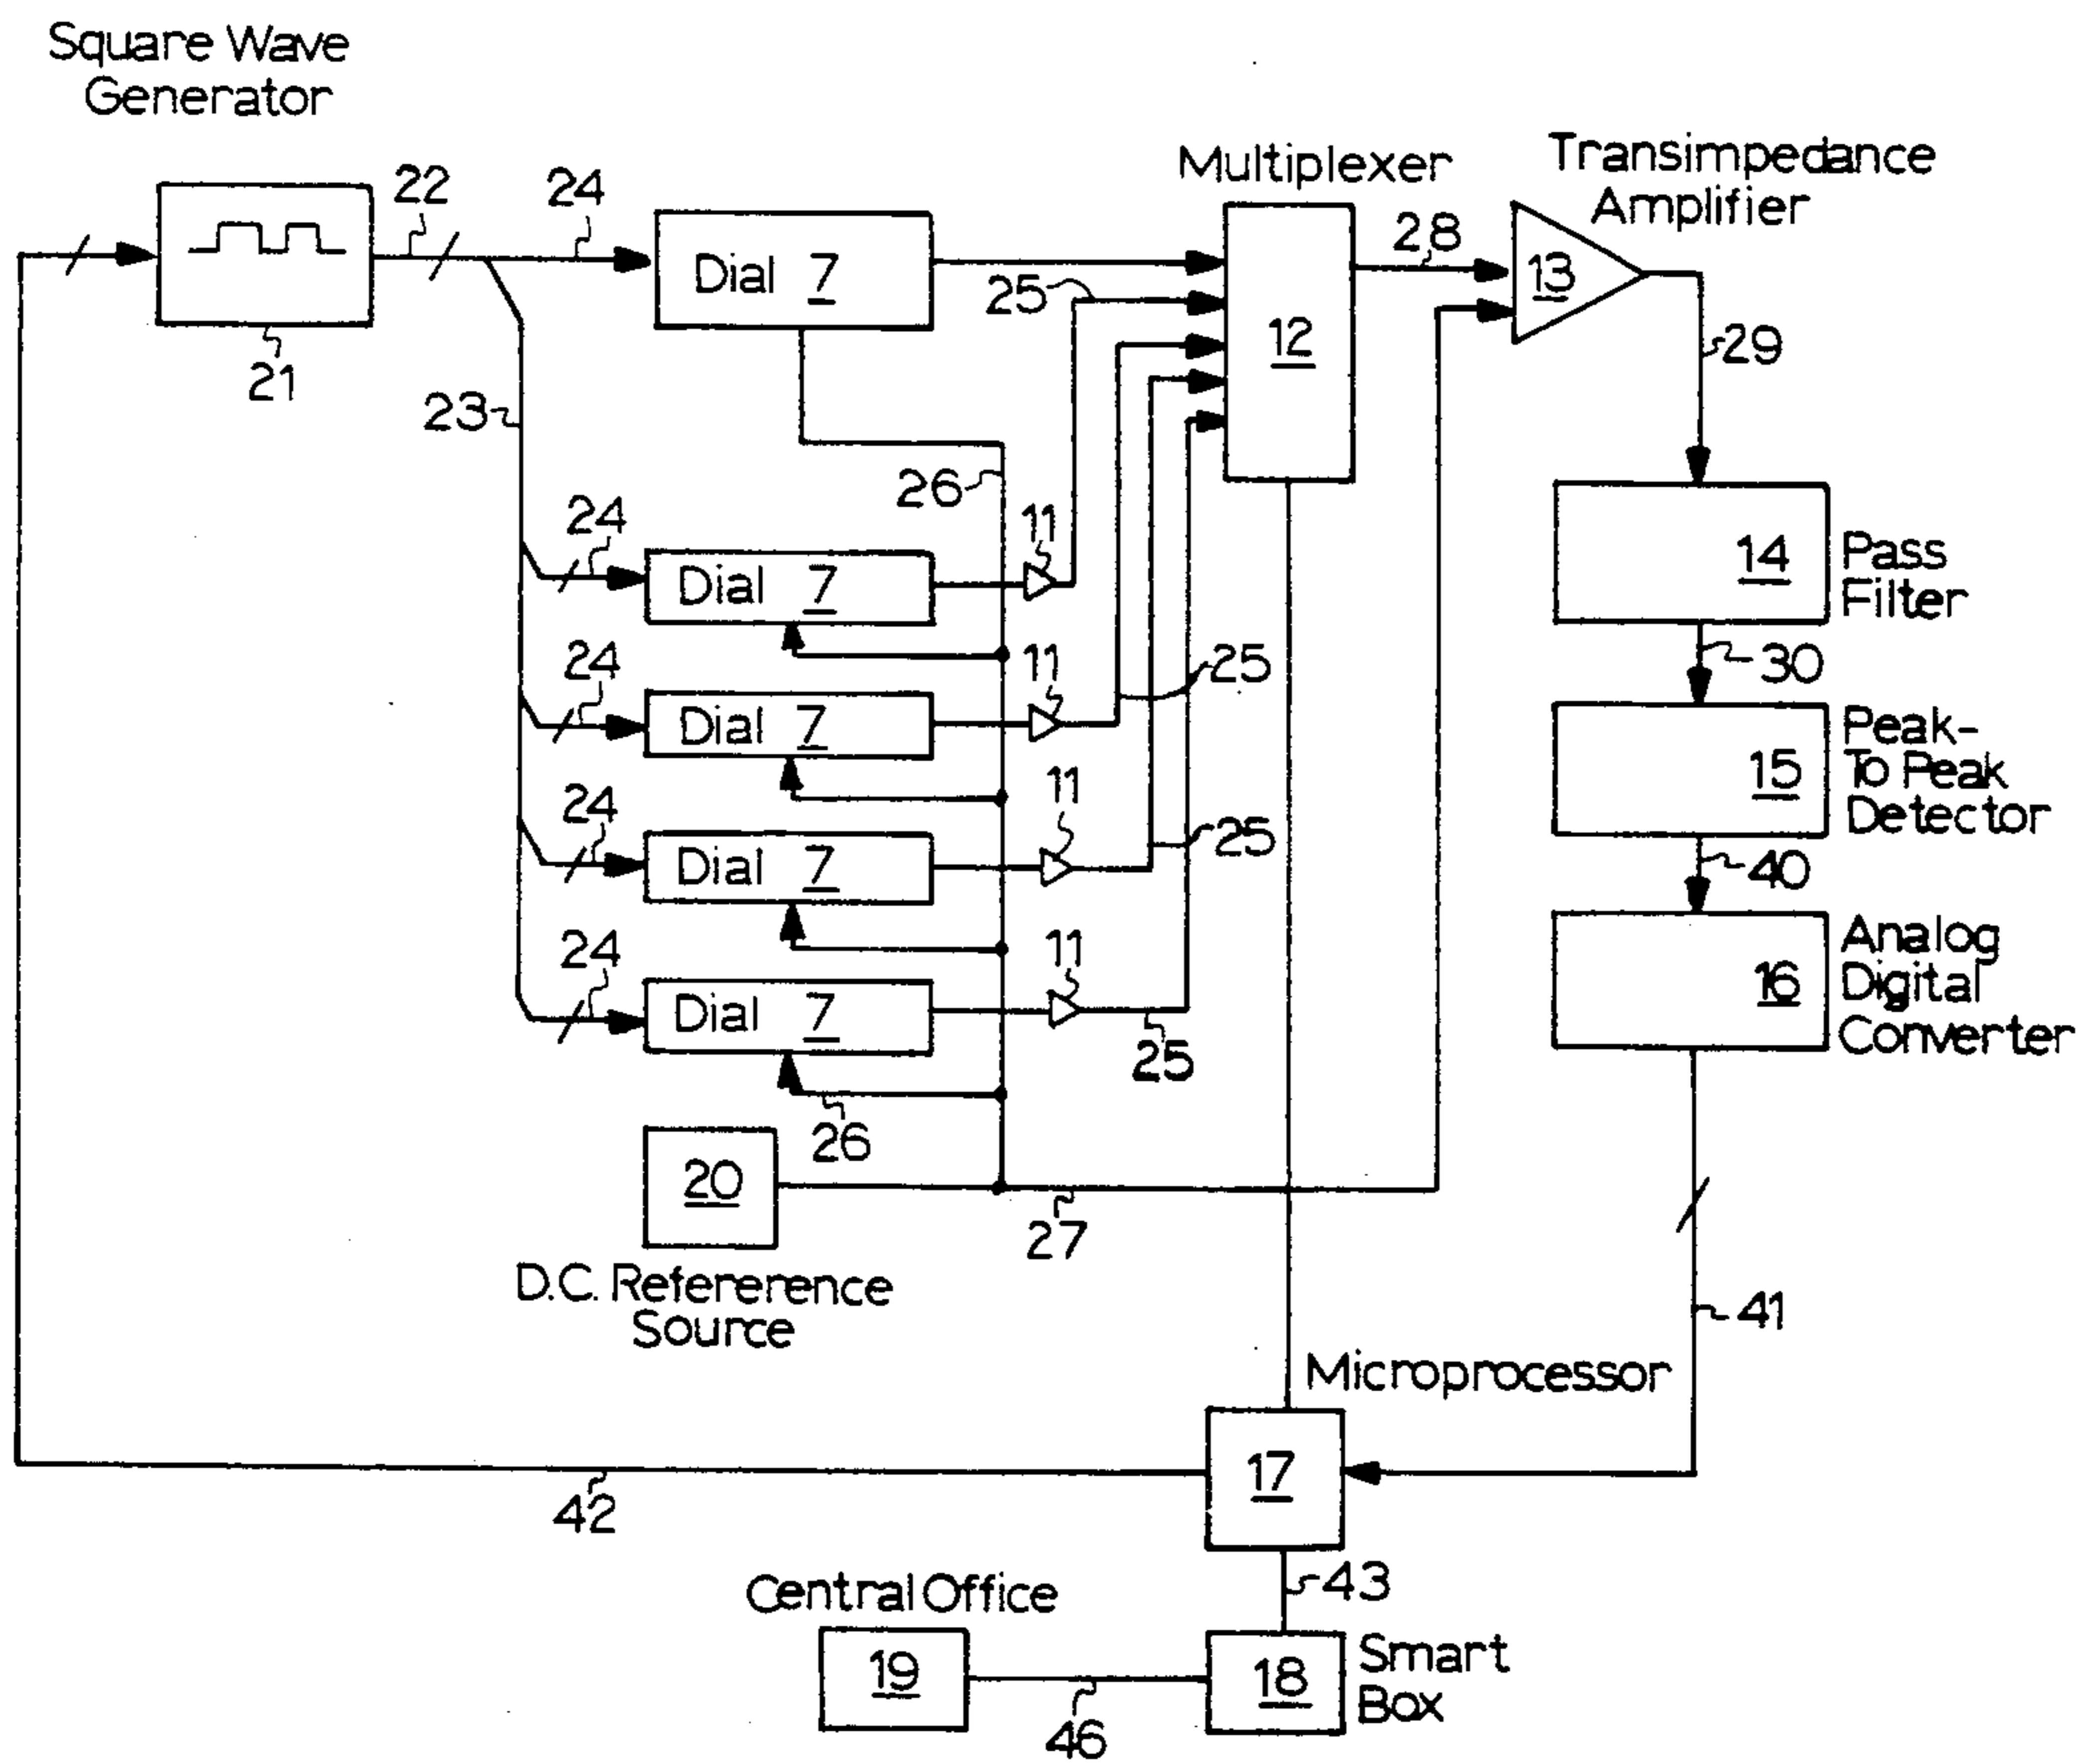 Square Wave
Generator
21
22
24
23
Dial 7
25
Multiplexer
12
28
Transimpedance
Amplifier
13
29
26
24
Dial 7
11
14
Pass
Filter
30
24
Dial 7
11
25
15
Peak-
To Peak
Detector
40
24
Dial 7
11
25
16
Analog
Digital
Converter
24
Dial 7
11
25
26
20
27
D.C. Refererence
Source
41
Microprocessor
17
42
43
Central Office
19
46
18
Smart
Box